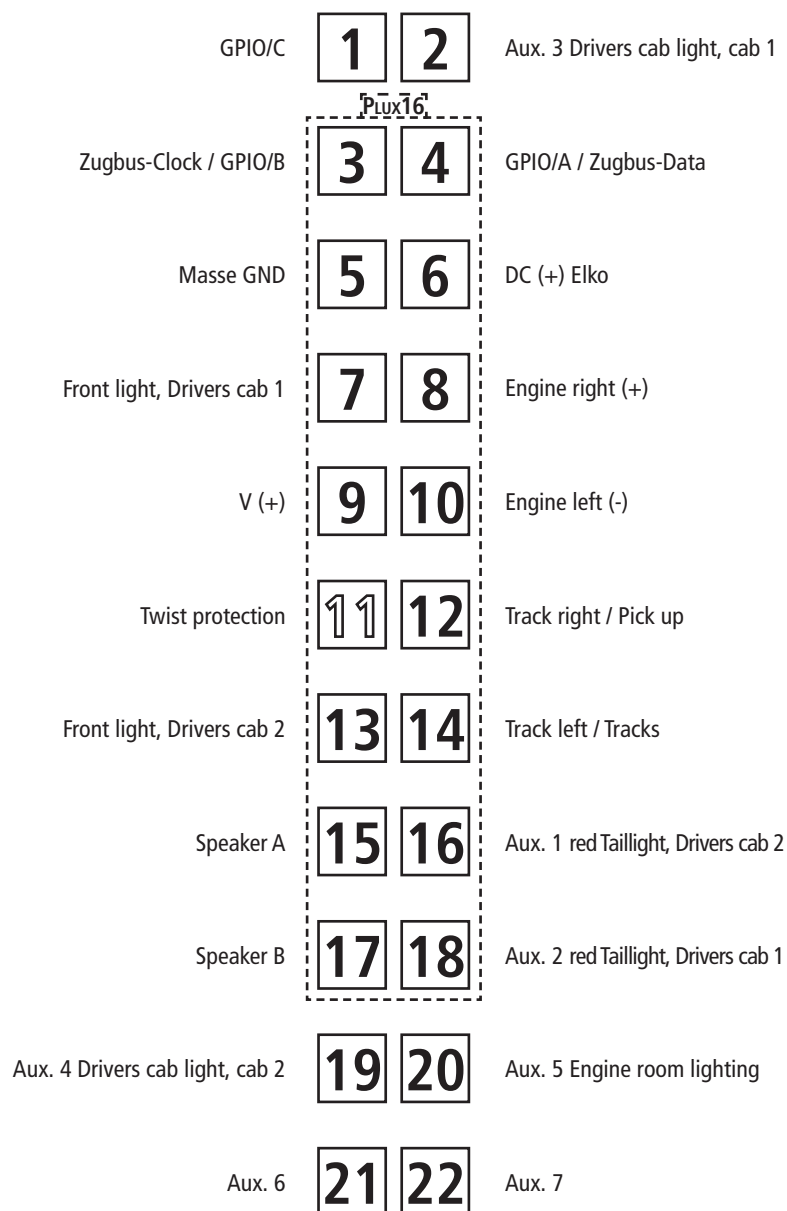 GPIO/C 1 2 Aux. 3 Drivers cab light, cab 1
PLUX16
Zugbus-Clock / GPIO/B 3 4 GPIO/A / Zugbus-Data
Masse GND 5 6 DC (+) Elko
Front light, Drivers cab 1 7 8 Engine right (+)
V (+) 9 10 Engine left (-)
Twist protection 11 12 Track right / Pick up
Front light, Drivers cab 2 13 14 Track left / Tracks
Speaker A 15 16 Aux. 1 red Taillight, Drivers cab 2
Speaker B 17 18 Aux. 2 red Taillight, Drivers cab 1
Aux. 4 Drivers cab light, cab 2 19 20 Aux. 5 Engine room lighting
Aux. 6 21 22 Aux. 7